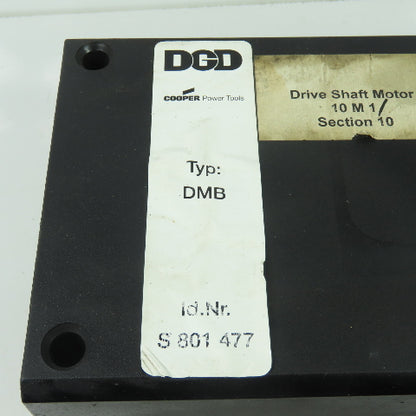 DGD
COOPER Power Tools
Typ:
DMB
Id.Nr.
S 801 477
Drive Shaft Motor
10 M 1/
Section 10